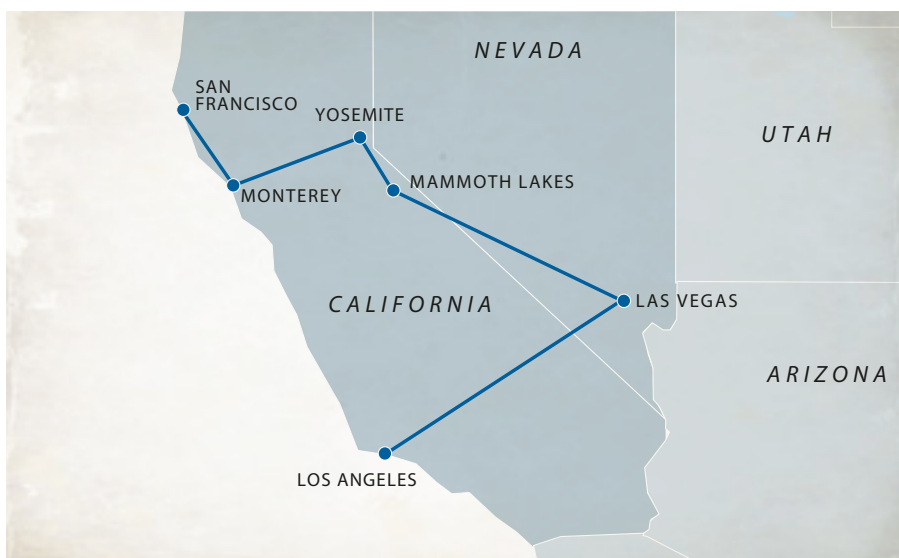 NEVADA
SAN
FRANCISCO
YOSEMITE
UTAH
MAMMOTH LAKES
MONTEREY
CALIFORNIA
LAS VEGAS
ARIZONA
LOS ANGELES